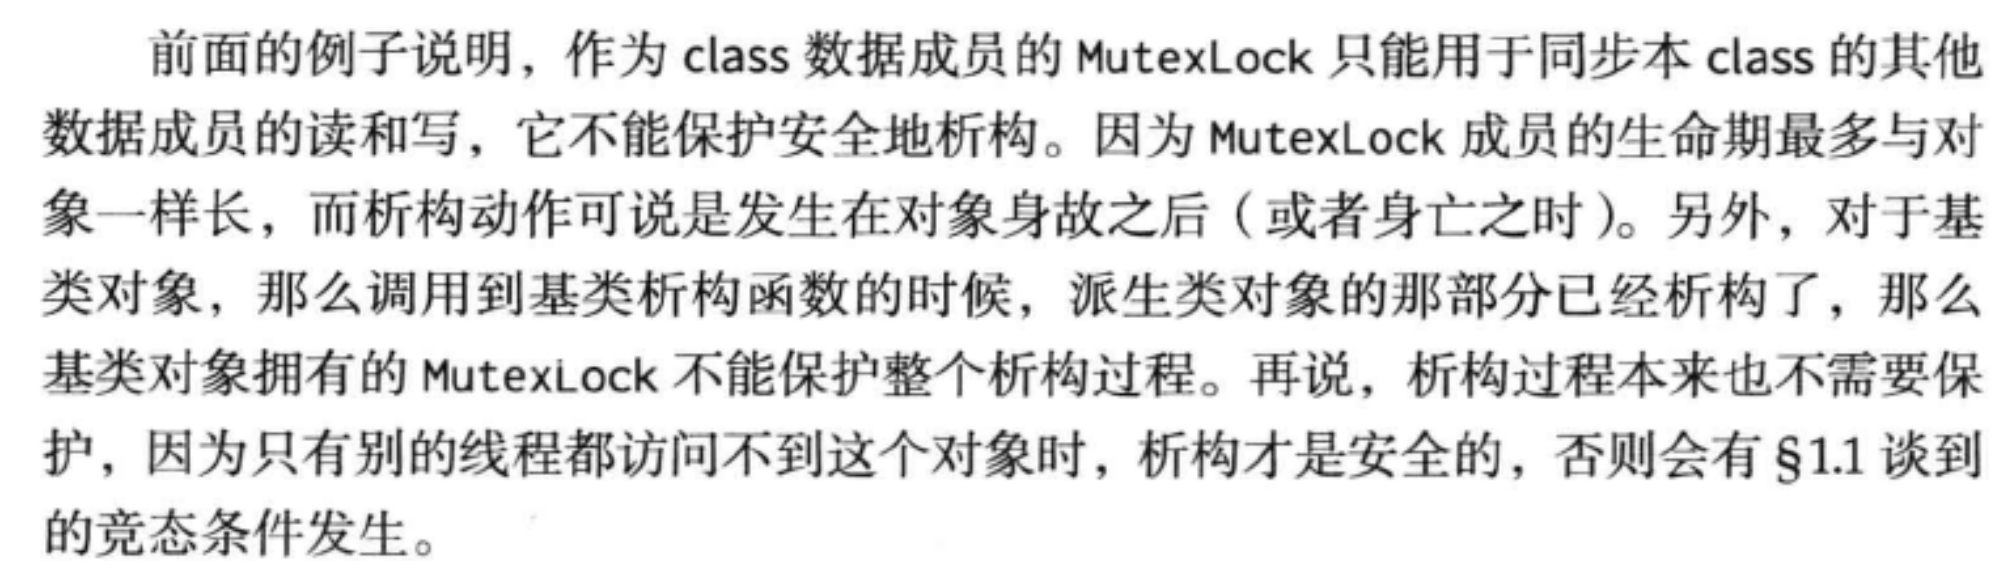 前面的例子说明，作为 class 数据成员的 MutexLock 只能用于同步本 class 的其他
数据成员的读和写，它不能保护安全地析构。因为 MutexLock 成员的生命期最多与对
象一样长，而析构动作可说是发生在对象身故之后（或者身亡之时）。另外，对于基
类对象，那么调用到基类析构函数的时候，派生类对象的那部分已经析构了，那么
基类对象拥有的 MutexLock 不能保护整个析构过程。再说，析构过程本来也不需要保
护，因为只有别的线程都访问不到这个对象时，析构才是安全的，否则会有 §1.1 谈到
的竞态条件发生。